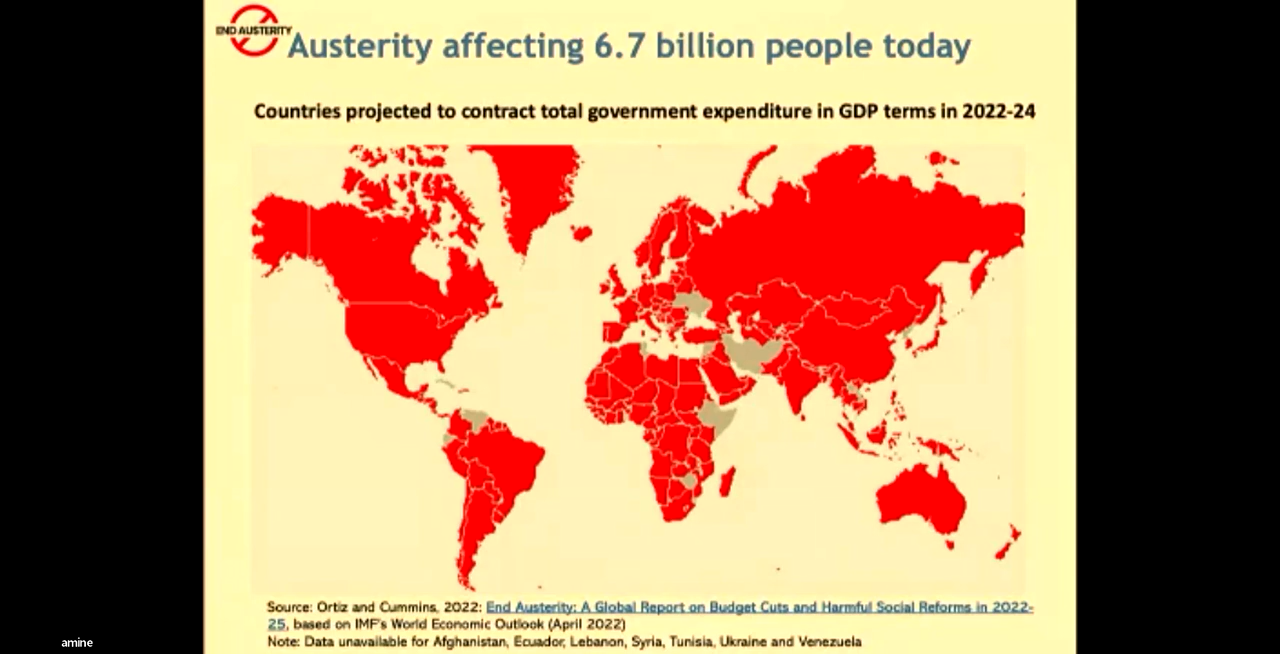 END AUSTERITY
Austerity affecting 6.7 billion people today
Countries projected to contract total government expenditure in GDP terms in 2022-24
Source: Ortiz and Cummins, 2022: End Austerity: A Global Report on Budget Cuts and Harmful Social Reforms in 2022-
25, based on IMF's World Economic Outlook (April 2022)
Note: Data unavailable for Afghanistan, Ecuador, Lebanon, Syria, Tunisia, Ukraine and Venezuela
amine